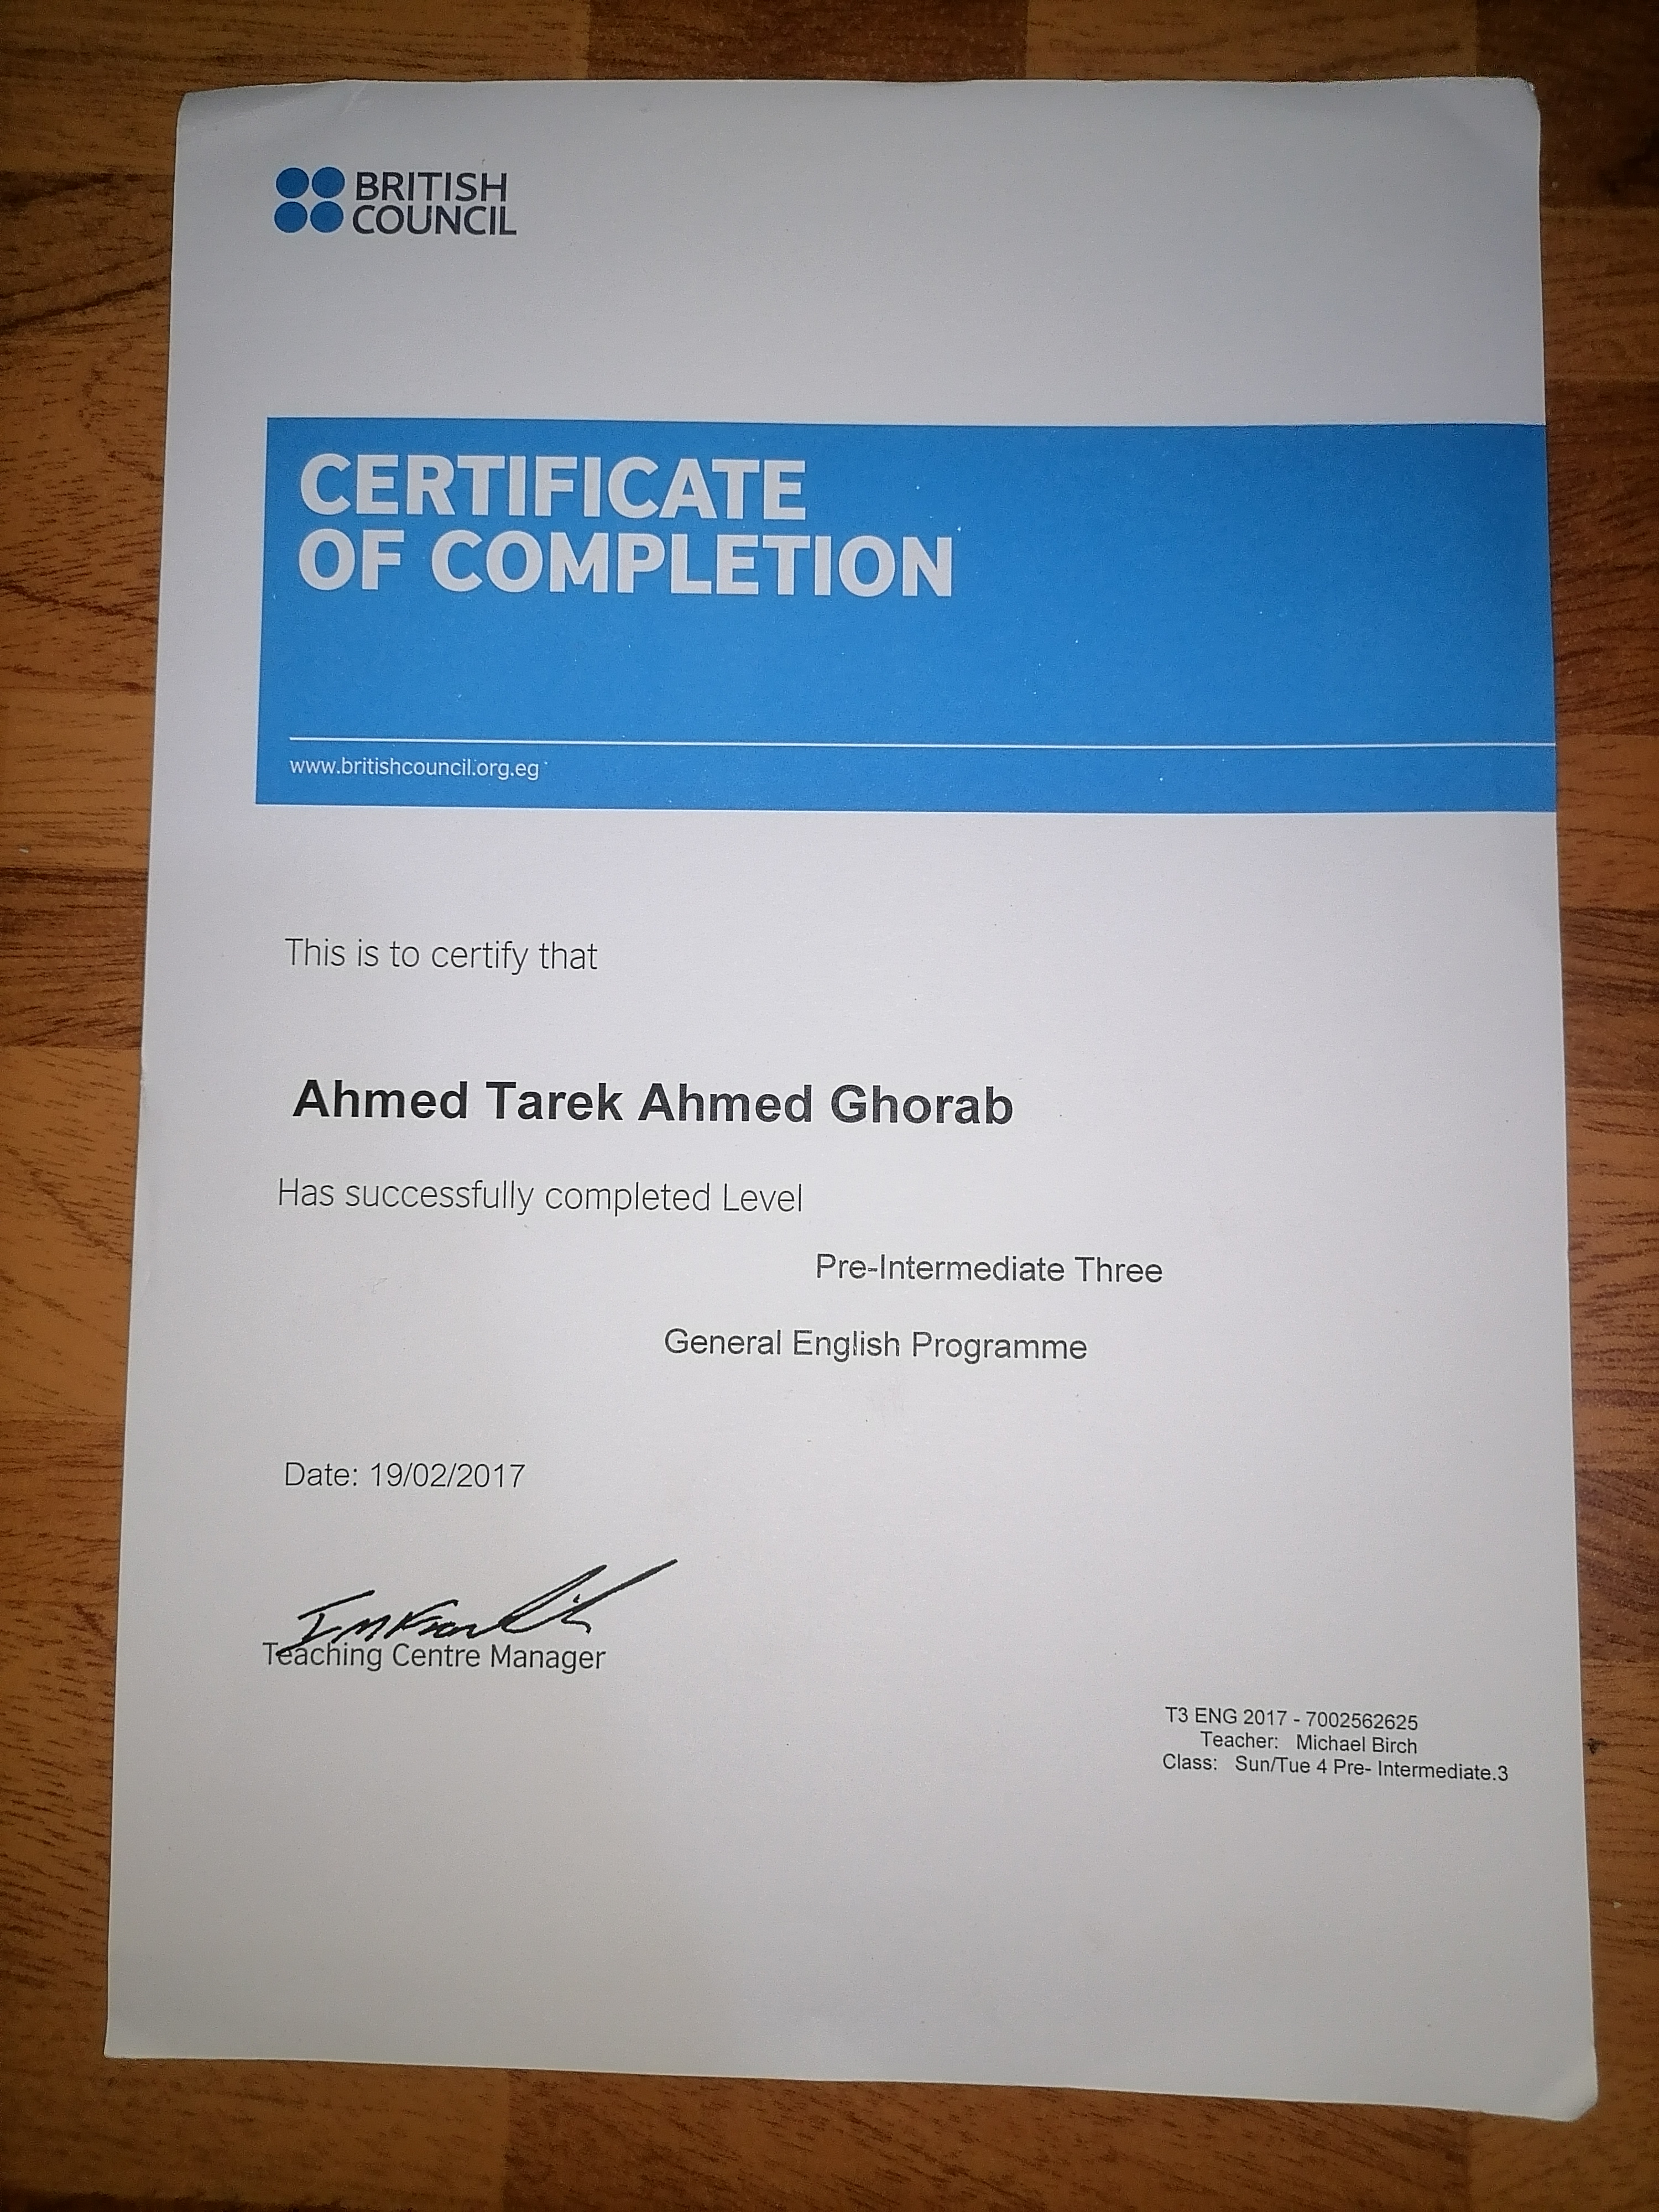 BRITISH
COUNCIL
CERTIFICATE
OF COMPLETION
www.britishcouncil.org.eg
This is to certify that
Ahmed Tarek Ahmed Ghorab
Has successfully completed Level
Pre-Intermediate Three
General English Programme
Date: 19/02/2017
Teaching Centre Manager
T3 ENG 2017 - 7002562625
Teacher: Michael Birch
Class: Sun/Tue 4 Pre- Intermediate.3